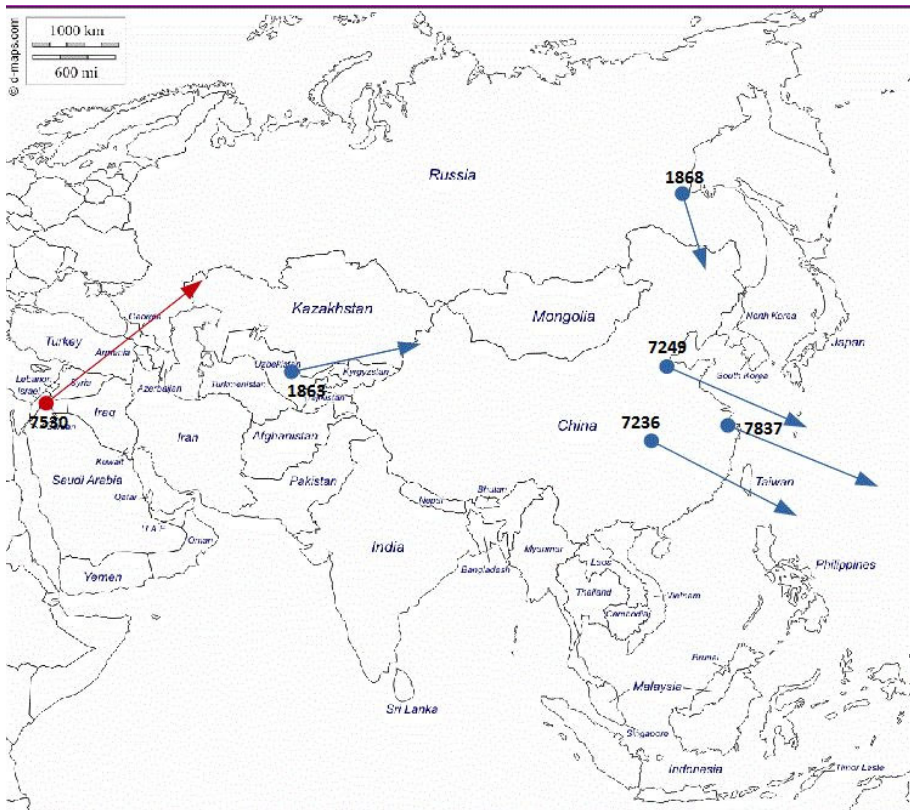 © d-maps.com
1000 km
600 mi
Russia
1868
Kazakhstan
Mongolia
Georgia
Turkey
Armenia
North Korea
Japan
Uzbekistan
7249
Kyrgyzstan
South Korea
Lebanon
Syria
Azerbaijan
Turkmenistan
1863
Tajikistan
Israel
Iraq
7530
Jordan
Iran
Afghanistan
China
7236
7837
Kuwait
Saudi Arabia
Pakistan
Taiwan
Qatar
Nepal
Bhutan
U.A.E
Oman
India
Myanmar
Laos
Bangladesh
Philippines
Yemen
Thailand
Vietnam
Cambodia
Brunei
Malaysia
Sri Lanka
Singapore
Indonesia
Timor Leste